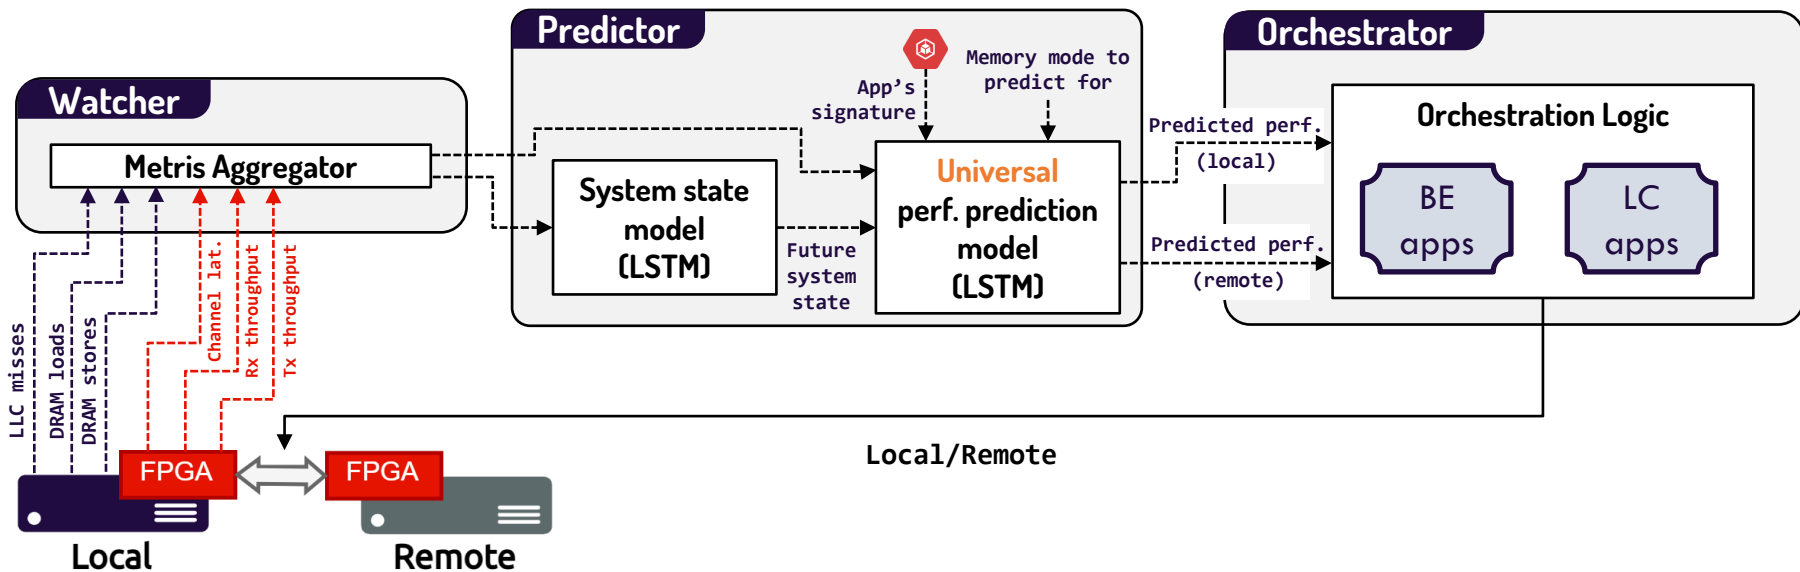 Watcher
Metris Aggregator
LLC misses
DRAM loads
DRAM stores
Channel lat.
Rx throughput
Tx throughput
FPGA
FPGA
Local
Remote
Predictor
App's
signature
Memory mode to
predict for
System state
model
(LSTM)
Future
system
state
Universal
perf. prediction
model
(LSTM)
Predicted perf.
(local)
Predicted perf.
(remote)
Orchestrator
Orchestration Logic
BE
apps
LC
apps
Local/Remote